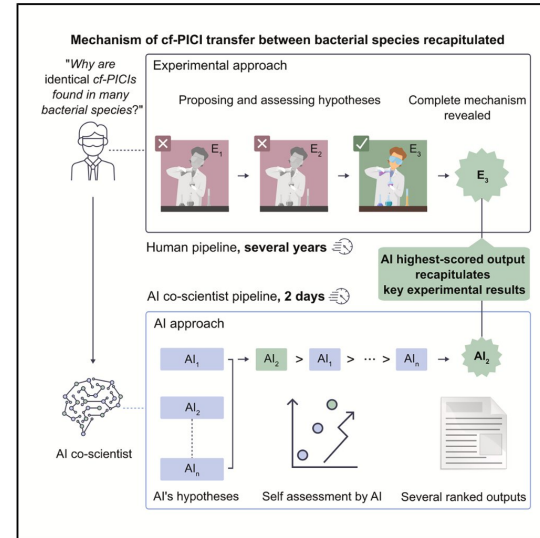 Mechanism of cf-PICI transfer between bacterial species recapitulated
"Why are
identical cf-PICIs
found in many
bacterial species?"
Experimental approach
Proposing and assessing hypotheses
Complete mechanism
revealed
E1
E2
E3
E3
Human pipeline, several years
AI highest-scored output
recapitulates
key experimental results
AI co-scientist pipeline, 2 days
AI approach
AI1
AI2 > AI1 > ··· > AIn
AI2
AI2
AIn
AI co-scientist
AI's hypotheses
Self assessment by AI
Several ranked outputs